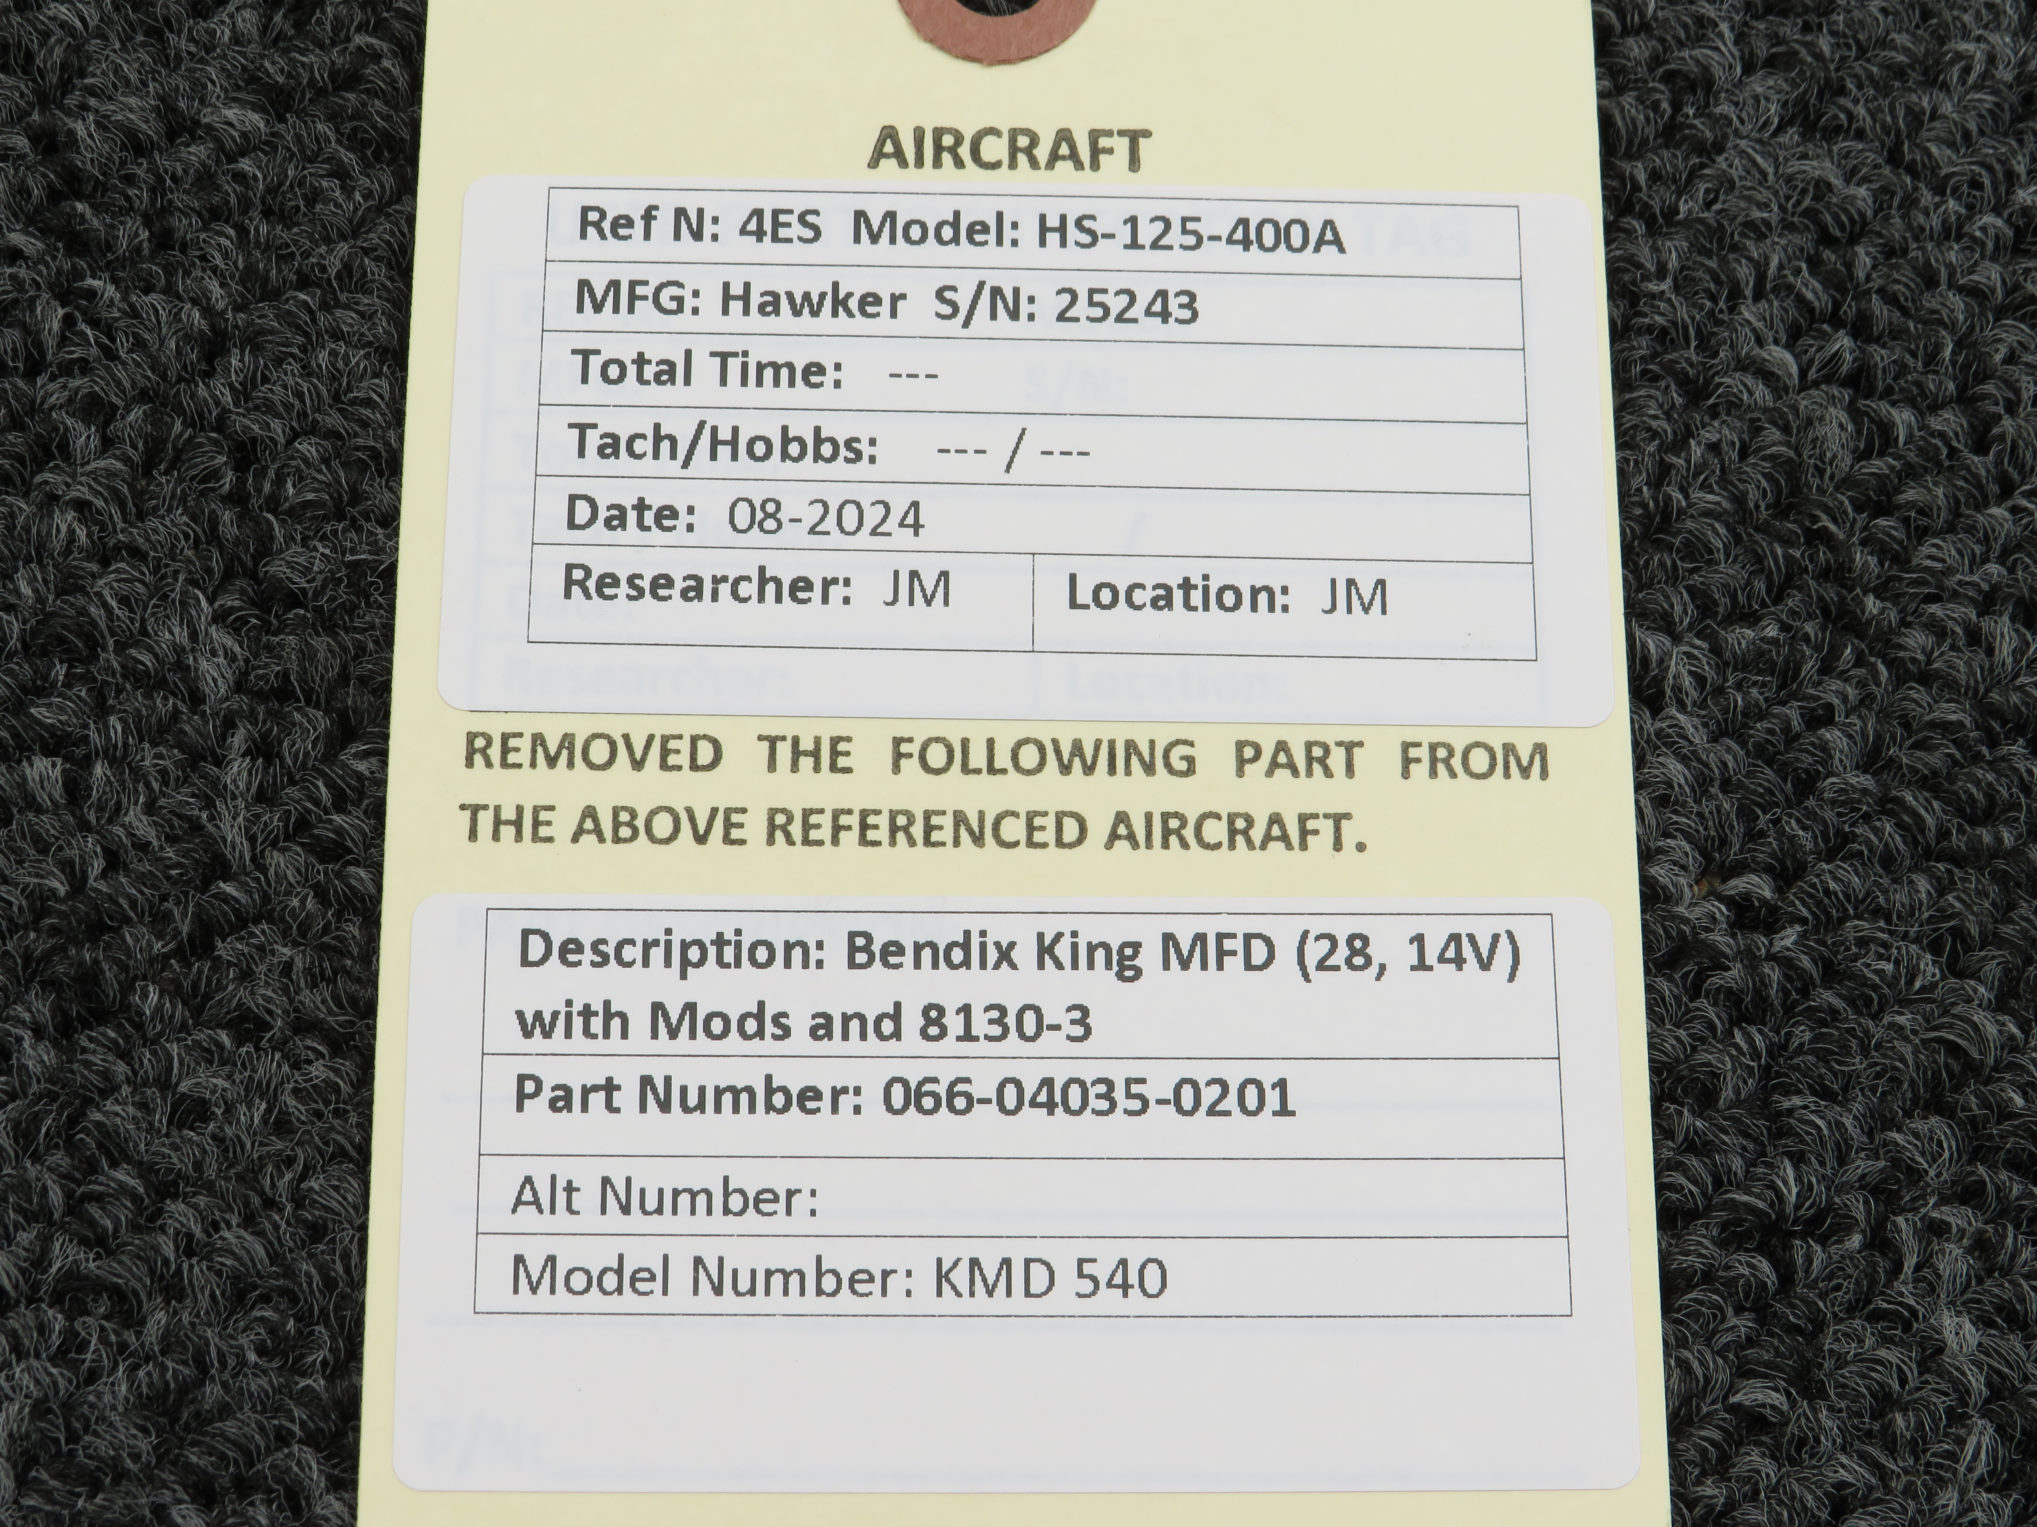 AIRCRAFT
Ref N: 4ES Model: HS-125-400A
MFG: Hawker S/N: 25243
Total Time: ---
Tach/Hobbs: --- / ---
Date: 08-2024
Researcher: JM Location: JM
REMOVED THE FOLLOWING PART FROM
THE ABOVE REFERENCED AIRCRAFT.
Description: Bendix King MFD (28, 14V)
with Mods and 8130-3
Part Number: 066-04035-0201
Alt Number:
Model Number: KMD 540